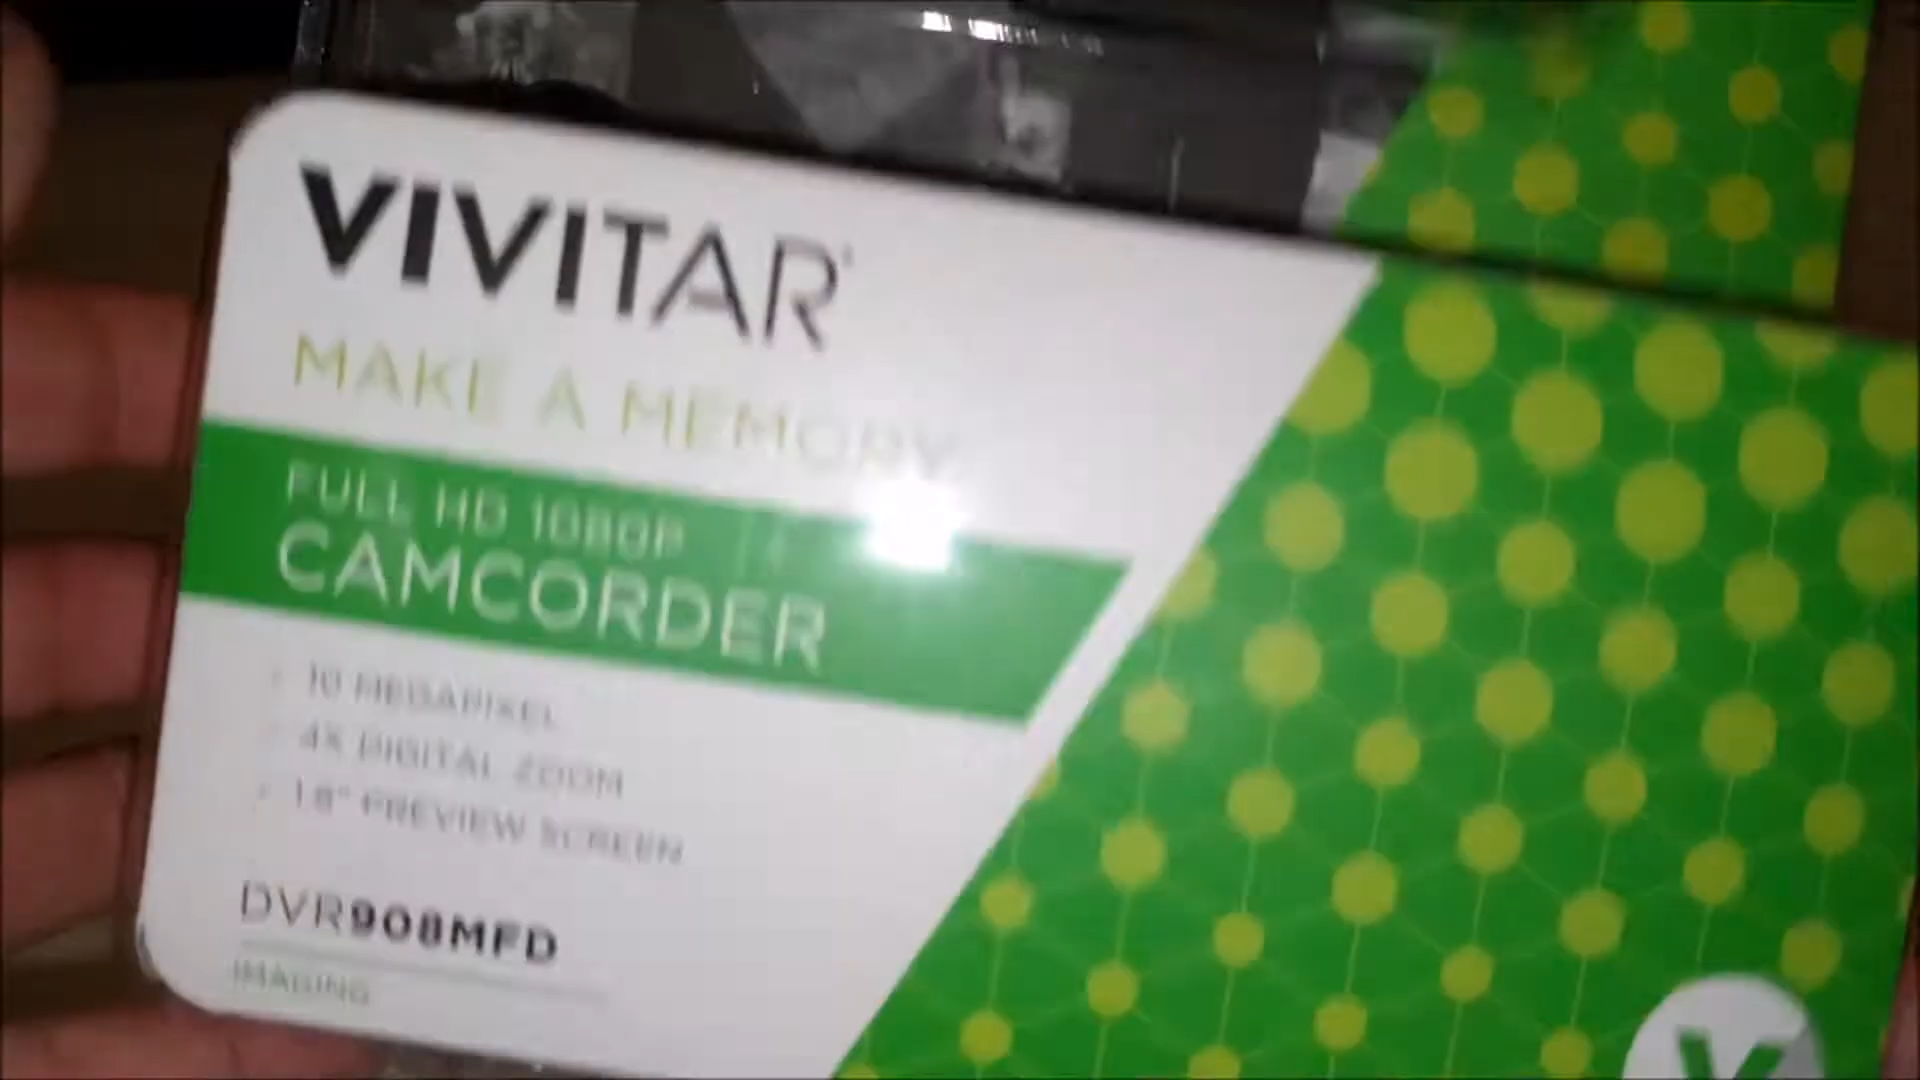 VIVITAR
MAKE A MEMORY
FULL HD 1080P
CAMCORDER
10 MEGAPIXEL
4X DIGITAL ZOOM
1.8" PREVIEW SCREEN
DVR908MFD
IMAGING
V